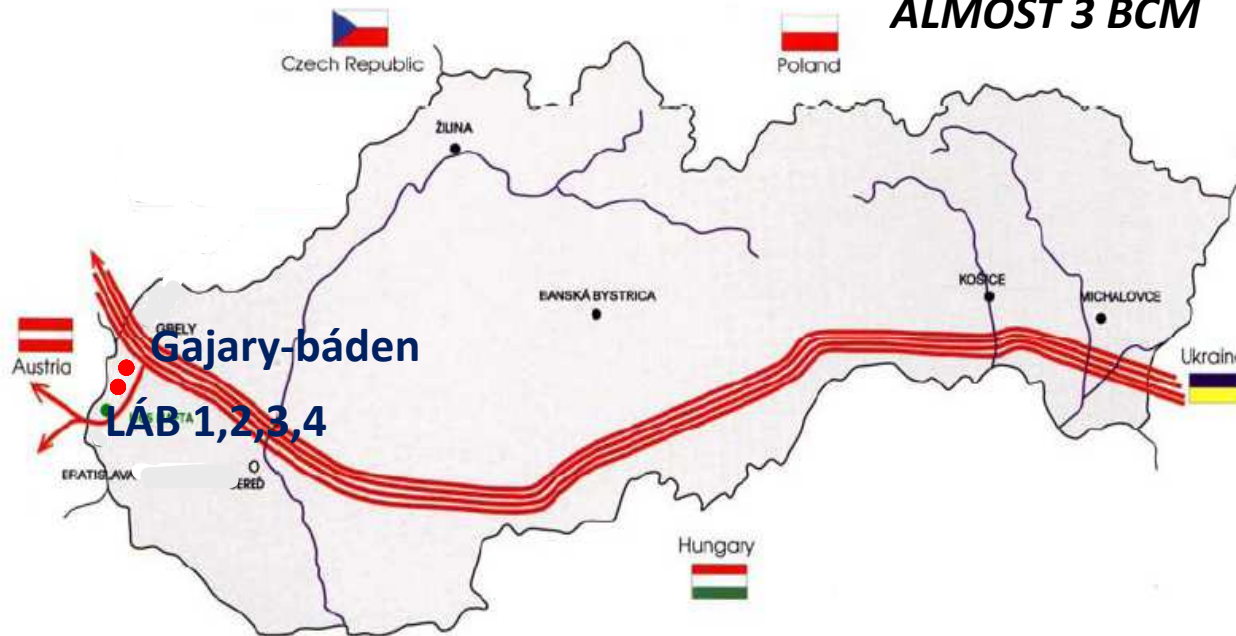 ALMOST 3 BCM
Czech Republic
Poland
ŽILINA
KOŠICE
BANSKÁ BYSTRICA
MICHALOVCE
GBELY
Gajary-báden
Austria
Ukraine
LÁB 1,2,3,4
BRATISLAVA
Hungary